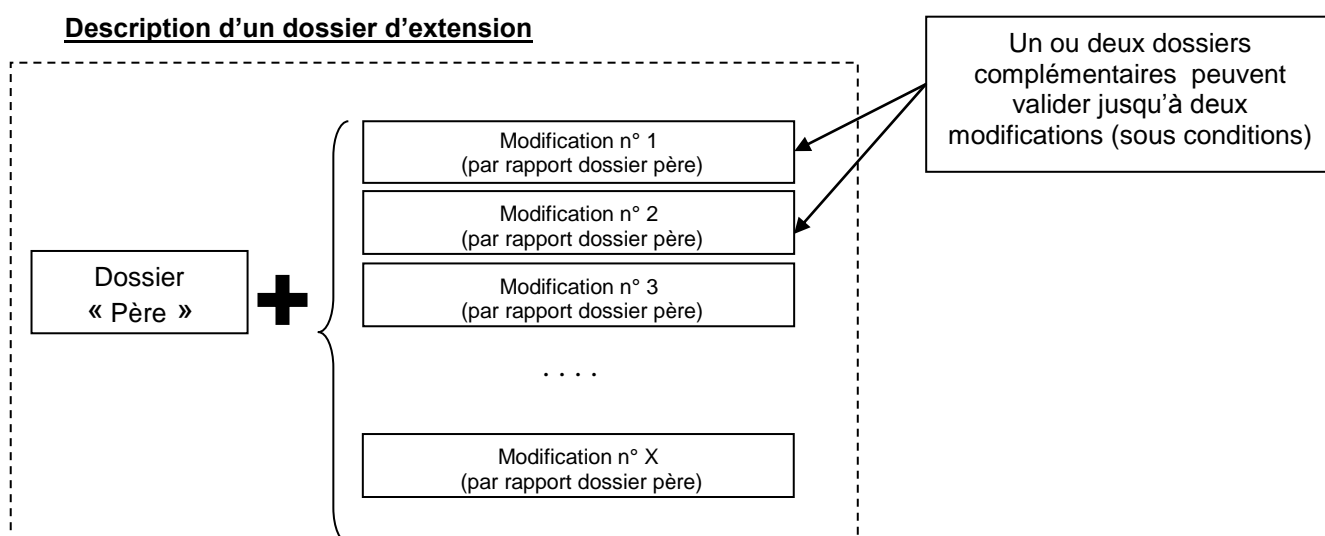 Description d’un dossier d’extension
Un ou deux dossiers
complémentaires peuvent
valider jusqu’à deux
modifications (sous conditions)
Modification n° 1
(par rapport dossier père)
Modification n° 2
(par rapport dossier père)
Dossier
« Père »
Modification n° 3
(par rapport dossier père)
. . . .
Modification n° X
(par rapport dossier père)